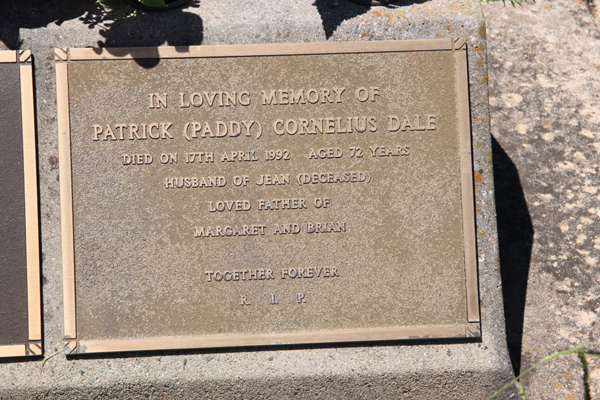 IN LOVING MEMORY OF
PATRICK (PADDY) CORNELIUS DALE
DIED ON 17TH APRIL 1992 AGED 72 YEARS
HUSBAND OF JEAN (DECEASED)
LOVED FATHER OF
MARGARET AND BRIAN
TOGETHER FOREVER
R. I. P.